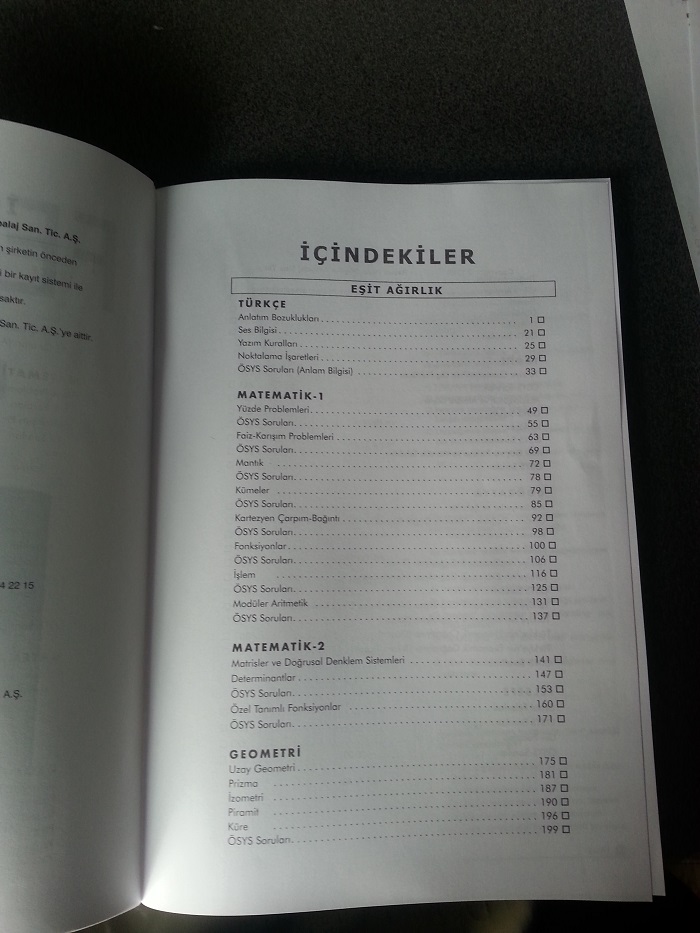 alaj San. Tic. A.Ş.
şirketin önceden
bir kayıt sistemi ile
saktır.
San. Tic. A.Ş.'ye aittir.
4 22 15
A.Ş.
İÇİNDEKİLER
EŞİT AĞIRLIK
TÜRKÇE
Anlatım Bozuklukları 1
Ses Bilgisi 21
Yazım Kuralları 25
Noktalama İşaretleri 29
ÖSYS Soruları (Anlam Bilgisi) 33
MATEMATİK-1
Yüzde Problemleri 49
ÖSYS Soruları 55
Faiz-Karışım Problemleri 63
ÖSYS Soruları 69
Mantık 72
ÖSYS Soruları 78
Kümeler 79
ÖSYS Soruları 85
Kartezyen Çarpım-Bağıntı 92
ÖSYS Soruları 98
Fonksiyonlar 100
ÖSYS Soruları 106
İşlem 116
ÖSYS Soruları 125
Modüler Aritmetik 131
ÖSYS Soruları 137
MATEMATİK-2
Matrisler ve Doğrusal Denklem Sistemleri 141
Determinantlar 147
ÖSYS Soruları 153
Özel Tanımlı Fonksiyonlar 160
ÖSYS Soruları 171
GEOMETRİ
Uzay Geometri 175
Prizma 181
İzometri 187
Piramit 190
Küre 196
ÖSYS Soruları 199